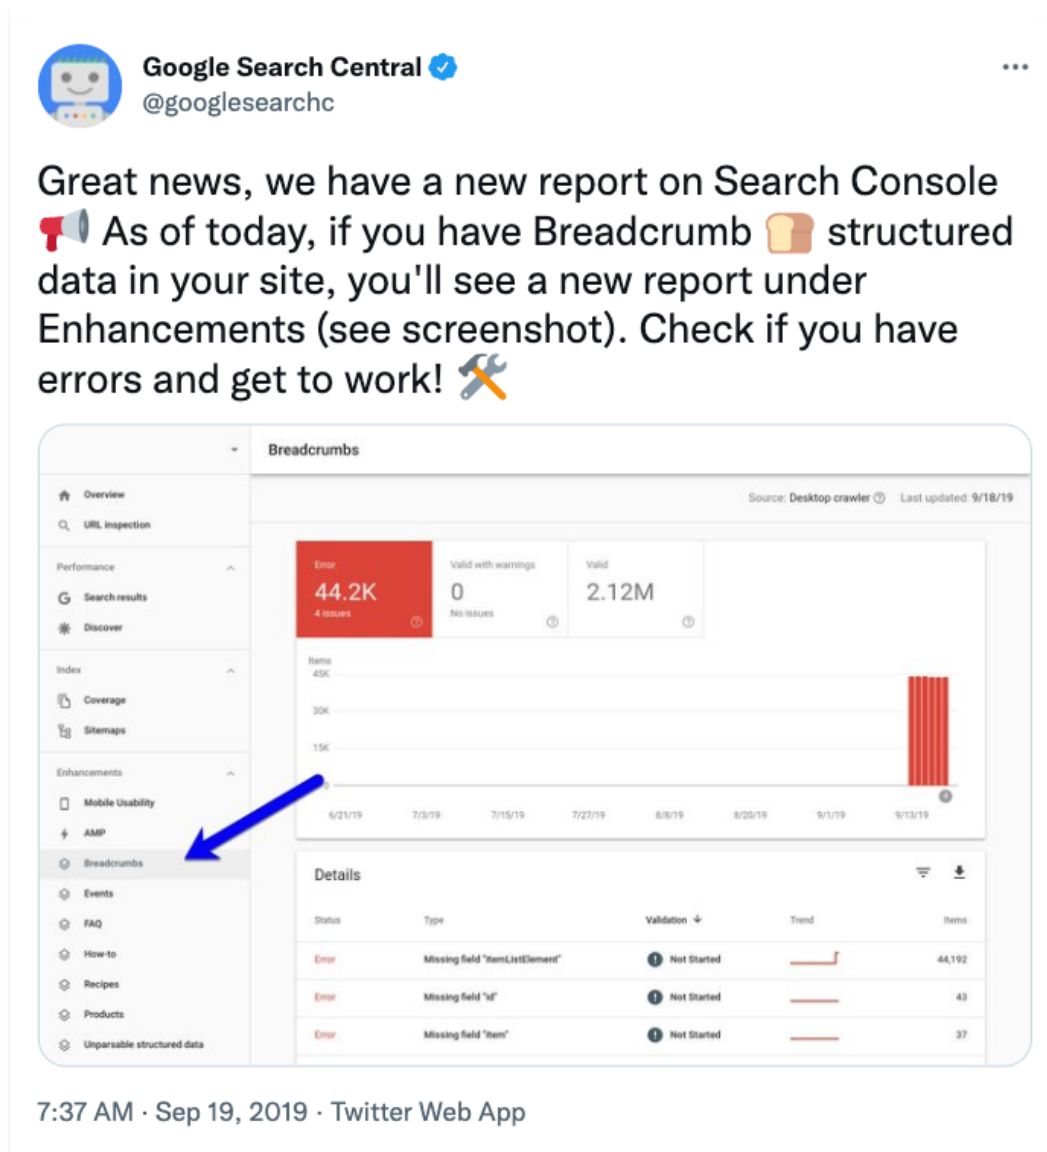 Google Search Central
@googlesearchc
Great news, we have a new report on Search Console
📢 As of today, if you have Breadcrumb 🍞 structured
data in your site, you'll see a new report under
Enhancements (see screenshot). Check if you have
errors and get to work! 🛠️
Breadcrumbs
Source: Desktop crawler Last updated: 9/18/19
Overview
URL inspection
Performance
Search results
Discover
Index
Coverage
Sitemaps
Enhancements
Mobile Usability
AMP
Breadcrumbs
Events
FAQ
How-to
Recipes
Products
Unparsable structured data
Error
44.2K
4 issues
Valid with warnings
0
No issues
Valid
2.12M
Items
45K
30K
15K
0
6/21/19 7/3/19 7/15/19 7/27/19 8/8/19 8/20/19 9/1/19 9/13/19
Details
Status Type Validation Trend Items
Error Missing field "itemListElement" Not Started 44,192
Error Missing field "id" Not Started 43
Error Missing field "item" Not Started 37
7:37 AM · Sep 19, 2019 · Twitter Web App